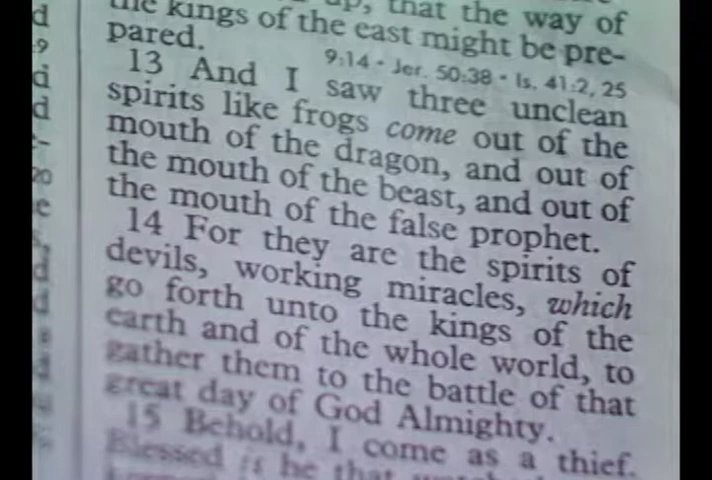 up, that the way of
the kings of the east might be pre-
pared.
9:14 - Jer. 50:38 - Is. 41:2, 25
13 And I saw three unclean
spirits like frogs come out of the
mouth of the dragon, and out of
the mouth of the beast, and out of
the mouth of the false prophet.
14 For they are the spirits of
devils, working miracles, which
go forth unto the kings of the
earth and of the whole world, to
gather them to the battle of that
great day of God Almighty.
15 Behold, I come as a thief.
Blessed is he that